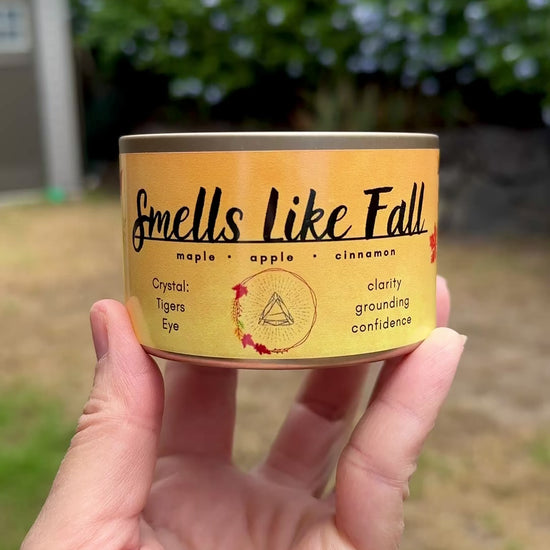 Smells Like Fall
maple • apple • cinnamon
Crystal:
Tigers
Eye
clarity
grounding
confidence